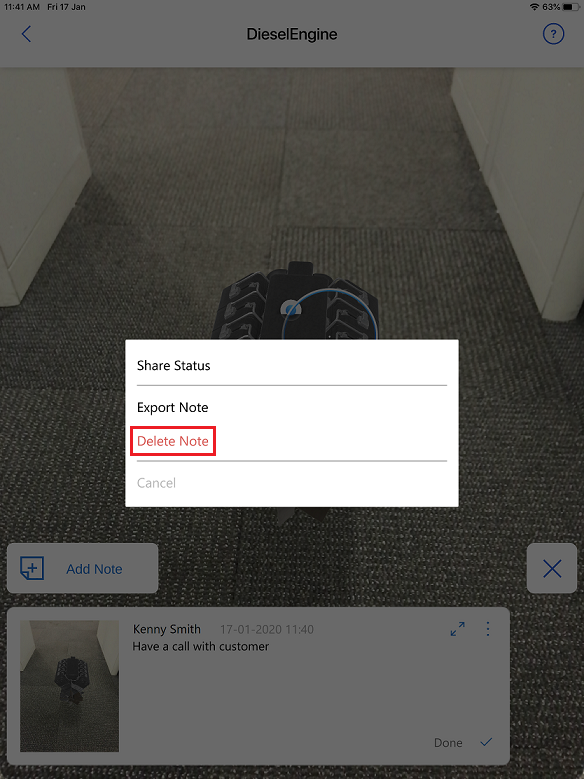 11:41 AM Fri 17 Jan 63%
DieselEngine
?
Share Status
Export Note
Delete Note
Cancel
Add Note
Kenny Smith 17-01-2020 11:40
Have a call with customer
Done